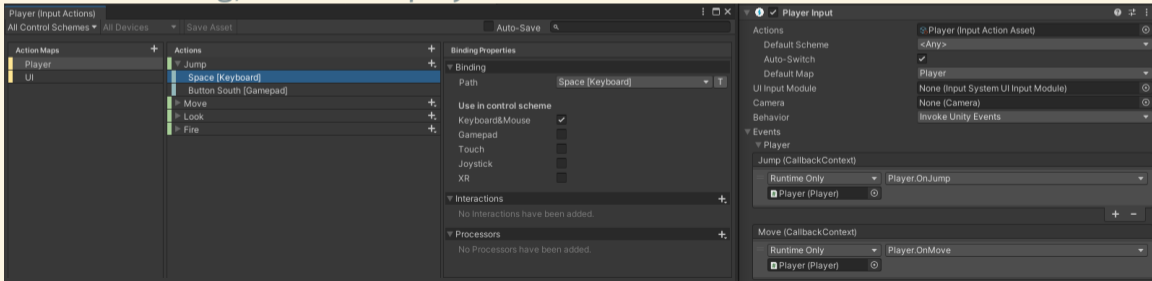 Player (Input Actions)
All Control Schemes All Devices Save Asset Auto-Save
Action Maps
Player
UI
Actions
Jump
Space [Keyboard]
Button South [Gamepad]
Move
Look
Fire
Binding Properties
Binding
Path Space [Keyboard] T
Use in control scheme
Keyboard&Mouse
Gamepad
Touch
Joystick
XR
Interactions
No Interactions have been added.
Processors
No Processors have been added.
Player Input
Actions Player (Input Action Asset)
Default Scheme <Any>
Auto-Switch
Default Map Player
UI Input Module None (Input System UI Input Module)
Camera None (Camera)
Behavior Invoke Unity Events
Events
Player
Jump (CallbackContext)
Runtime Only Player.OnJump
Player (Player)
Move (CallbackContext)
Runtime Only Player.OnMove
Player (Player)